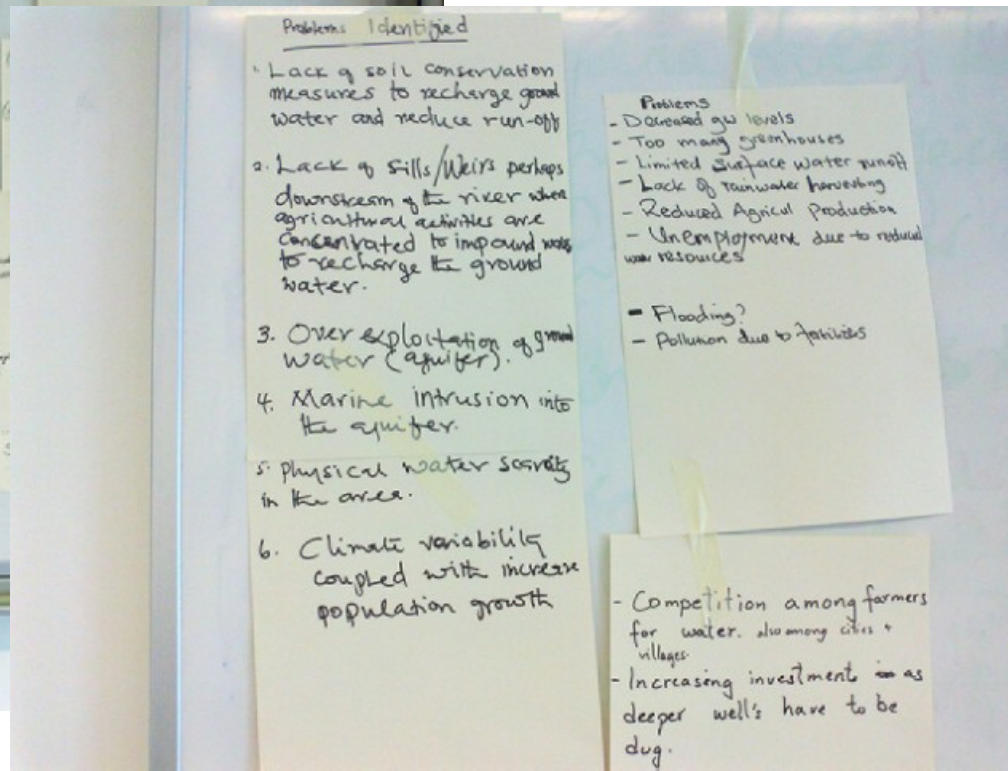 Problems Identified
1. Lack of soil conservation
measures to recharge ground
water and reduce run-off
2. Lack of Sills/Weirs perhaps
downstream of the river where
agricultural activities are
concentrated to impound water
to recharge the ground
water.
3. Over exploitation of ground
water (aquifer).
4. Marine intrusion into
the aquifer.
5. Physical water scarcity
in the area.
6. Climate variability
coupled with increase
population growth
Problems
- Decreased gw levels
- Too many greenhouses
- Limited surface water runoff
- Lack of rainwater harvesting
- Reduced Agricul Production
- Unemployment due to reduced
water resources
- Flooding?
- Pollution due to
- Competition among farmers
for water. also among cities +
villages.
- Increasing investment as
deeper well's have to be
dug.